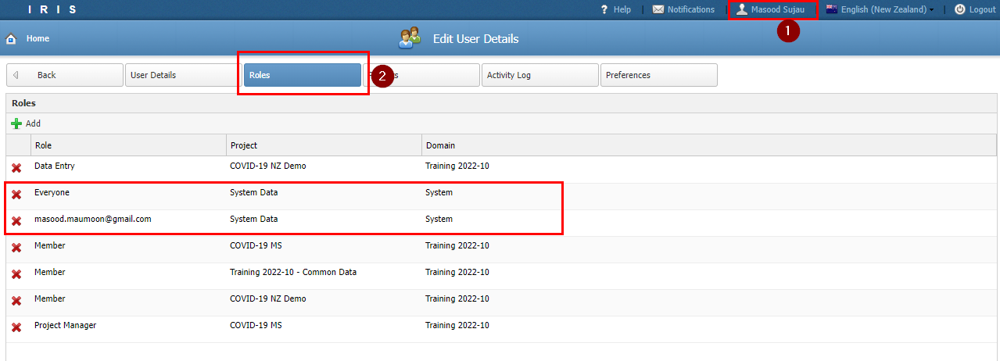 I R I S
? Help | Notifications | Masood Sujau | English (New Zealand) | Logout
1
Home
Edit User Details
Back User Details Roles 2 Activity Log Preferences
Roles
Add
Role Project Domain
Data Entry COVID-19 NZ Demo Training 2022-10
Everyone System Data System
masood.maumoon@gmail.com System Data System
Member COVID-19 MS Training 2022-10
Member Training 2022-10 - Common Data Training 2022-10
Member COVID-19 NZ Demo Training 2022-10
Project Manager COVID-19 MS Training 2022-10